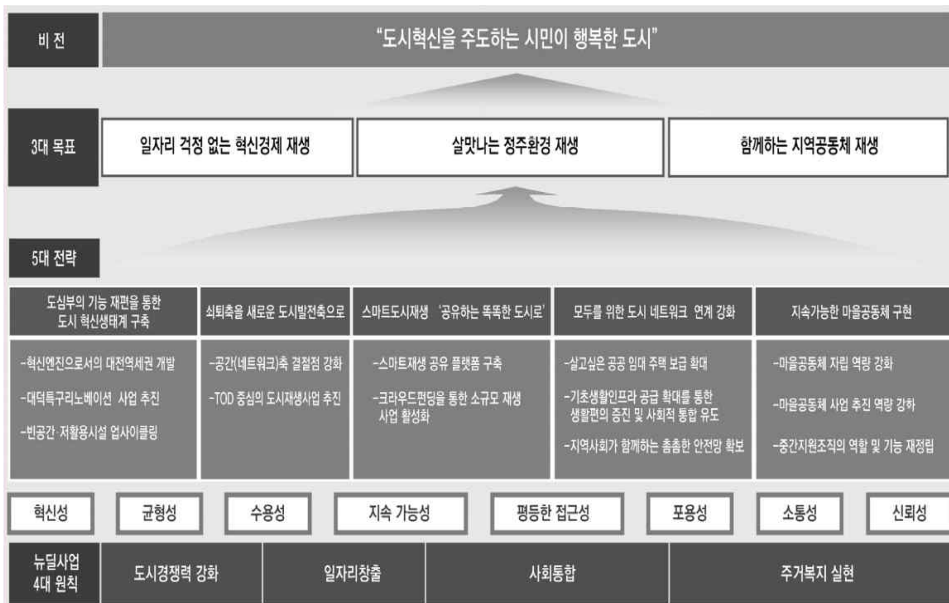 비 전
“도시혁신을 주도하는 시민이 행복한 도시”
3대 목표
일자리 걱정 없는 혁신경제 재생
살맛나는 정주환경 재생
함께하는 지역공동체 재생
5대 전략
도심부의 기능 재편을 통한
도시 혁신생태계 구축
-혁신엔진으로서의 대전역세권 개발
-대덕특구리노베이션 사업 추진
-빈공간·저활용시설 업사이클링
쇠퇴축을 새로운 도시발전축으로
-공간(네트워크)축 결절점 강화
-TOD 중심의 도시재생사업 추진
스마트도시재생 ‘공유하는 똑똑한 도시로’
-스마트재생 공유 플랫폼 구축
-크라우드펀딩을 통한 소규모 재생
사업 활성화
모두를 위한 도시 네트워크 연계 강화
-살고싶은 공공 임대 주택 보급 확대
-기초생활인프라 공급 확대를 통한
생활편의 증진 및 사회적 통합 유도
-지역사회가 함께하는 촘촘한 안전망 확보
지속가능한 마을공동체 구현
-마을공동체 자립 역량 강화
-마을공동체 사업 추진 역량 강화
-중간지원조직의 역할 및 기능 재정립
혁신성
균형성
수용성
지속 가능성
평등한 접근성
포용성
소통성
신뢰성
뉴딜사업
4대 원칙
도시경쟁력 강화
일자리창출
사회통합
주거복지 실현